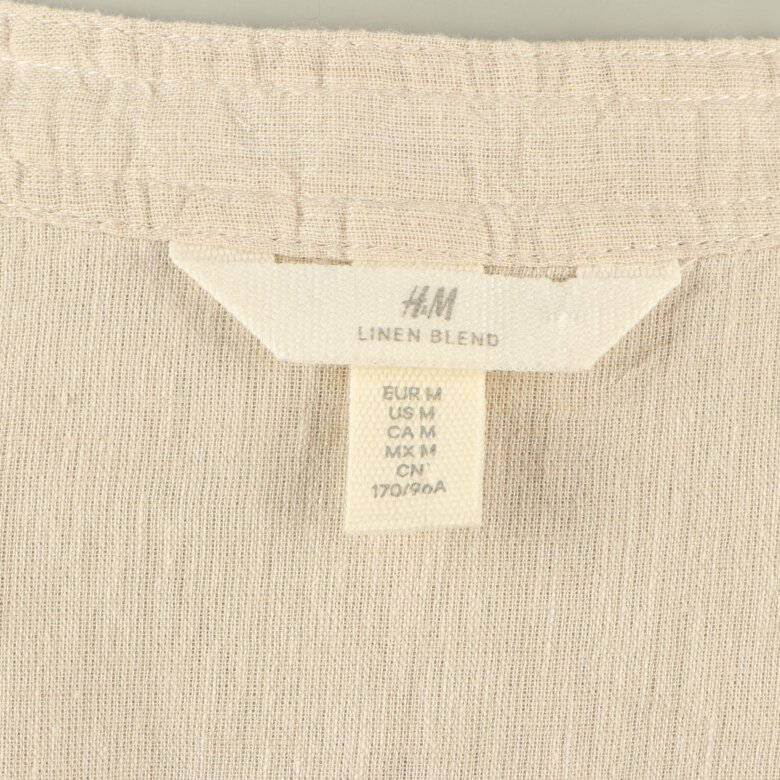 H&M
LINEN BLEND
EUR M
US M
CA M
MX M
CN
170/96A